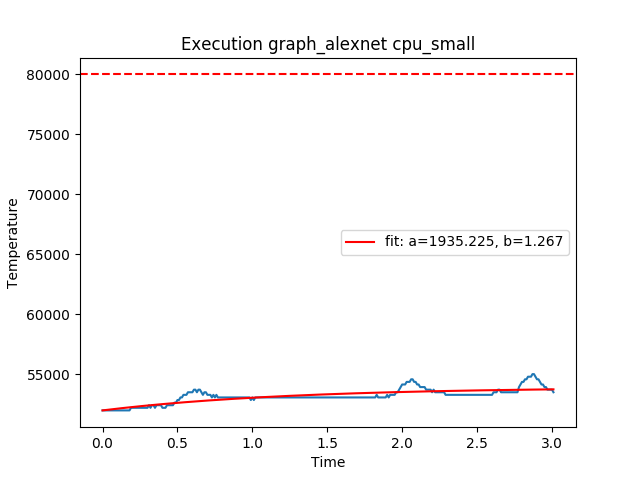 Execution graph_alexnet cpu_small
80000
75000
70000
65000
60000
55000
Temperature
fit: a=1935.225, b=1.267
0.0 0.5 1.0 1.5 2.0 2.5 3.0
Time